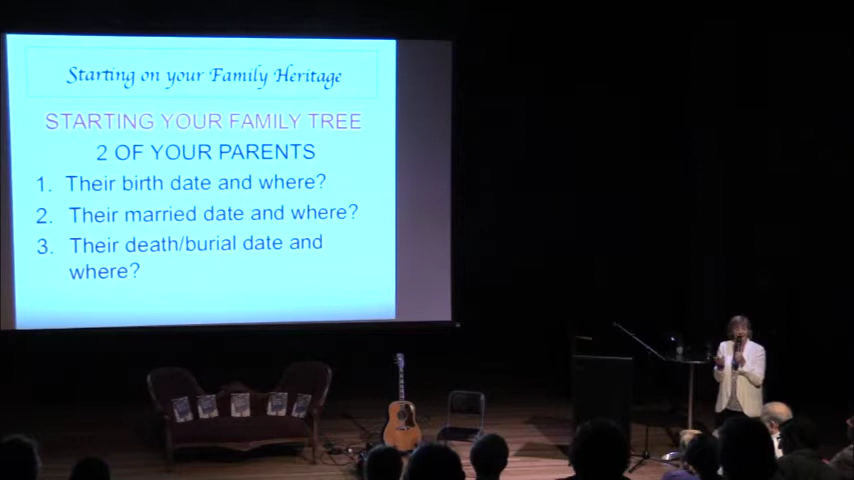 Starting on your Family Heritage
STARTING YOUR FAMILY TREE
2 OF YOUR PARENTS
1. Their birth date and where?
2. Their married date and where?
3. Their death/burial date and
where?